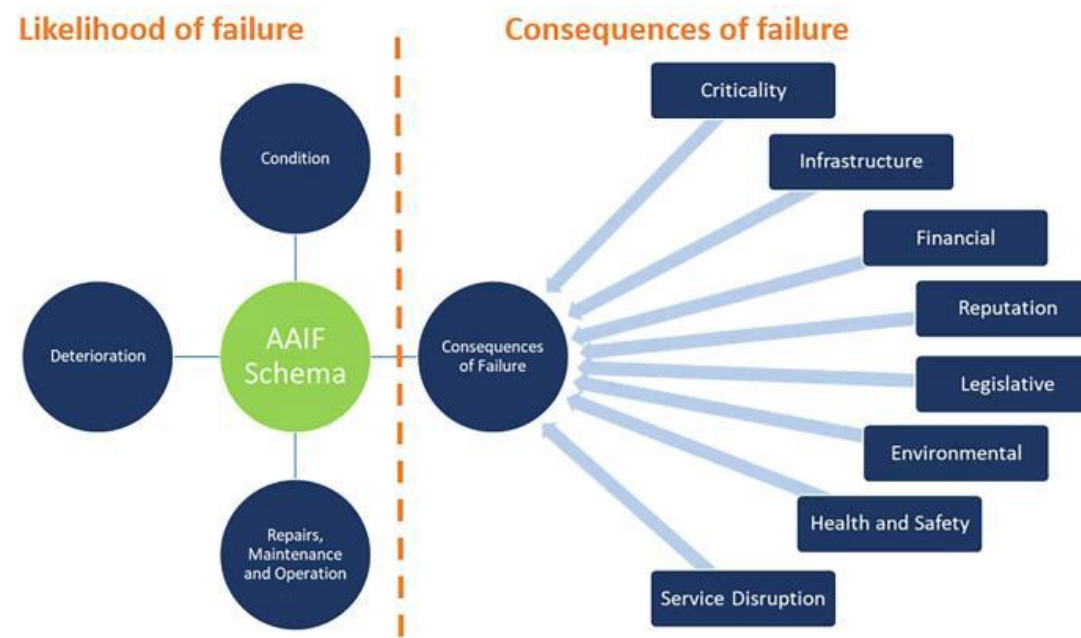 Likelihood of failure
Consequences of failure
Condition
Deterioration
AAIF
Schema
Repairs,
Maintenance
and Operation
Consequences
of Failure
Criticality
Infrastructure
Financial
Reputation
Legislative
Environmental
Health and Safety
Service Disruption